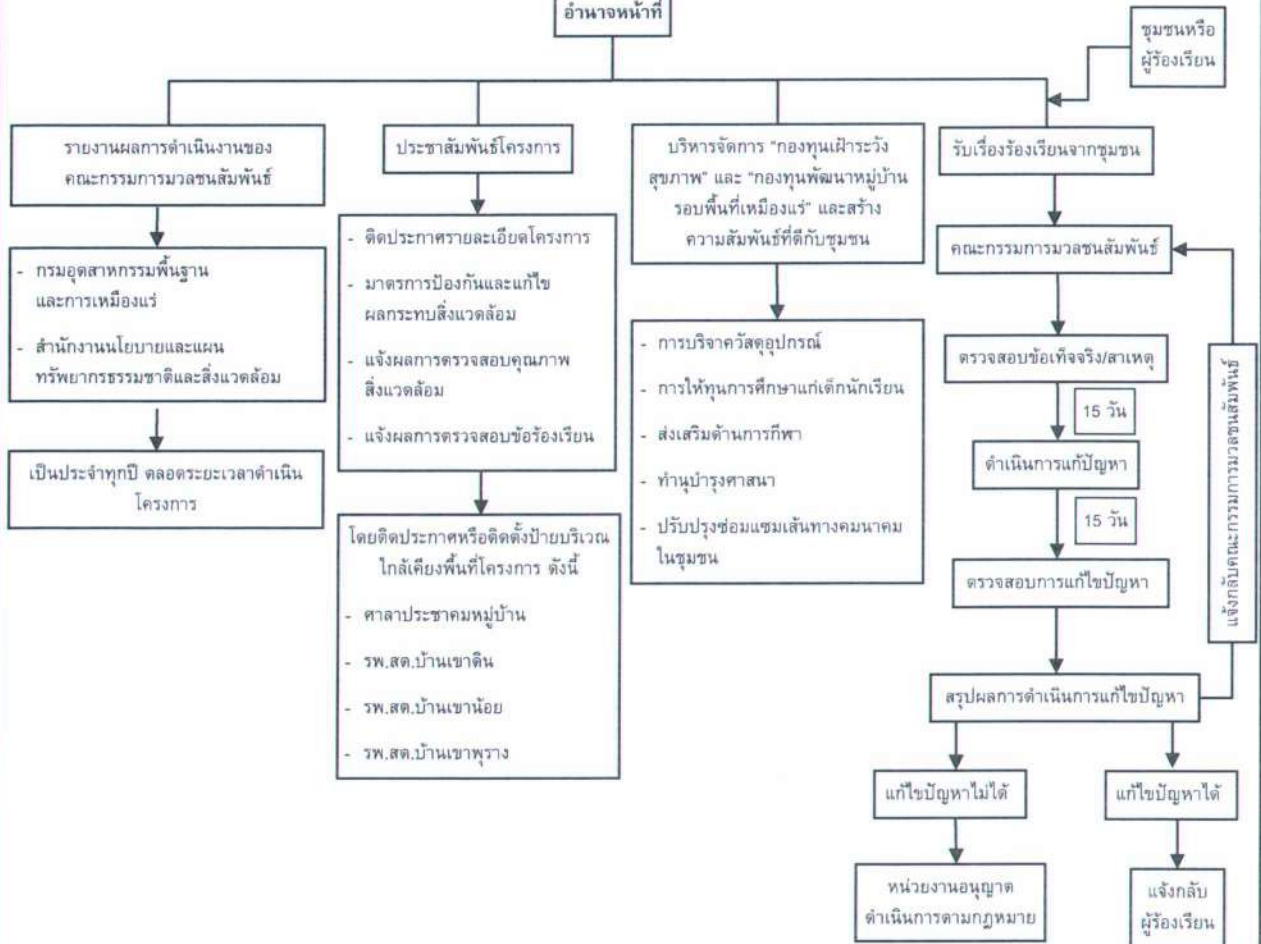 อำนาจหน้าที่
ชุมชนหรือ
ผู้ร้องเรียน
รายงานผลการดำเนินงานของ
คณะกรรมการมวลชนสัมพันธ์
- กรมอุตสาหกรรมพื้นฐาน
และการเหมืองแร่
- สำนักงานนโยบายและแผน
ทรัพยากรธรรมชาติและสิ่งแวดล้อม
เป็นประจำทุกปี ตลอดระยะเวลาดำเนิน
โครงการ
ประชาสัมพันธ์โครงการ
- ติดประกาศรายละเอียดโครงการ
- มาตรการป้องกันและแก้ไข
ผลกระทบสิ่งแวดล้อม
- แจ้งผลการตรวจสอบคุณภาพ
สิ่งแวดล้อม
- แจ้งผลการตรวจสอบข้อร้องเรียน
โดยติดประกาศหรือติดตั้งป้ายบริเวณ
ใกล้เคียงพื้นที่โครงการ ดังนี้
- ศาลาประชาคมหมู่บ้าน
- รพ.สต.บ้านเขาดิน
- รพ.สต.บ้านเขาน้อย
- รพ.สต.บ้านเขาพุราง
บริหารจัดการ "กองทุนเฝ้าระวัง
สุขภาพ" และ "กองทุนพัฒนาหมู่บ้าน
รอบพื้นที่เหมืองแร่" และสร้าง
ความสัมพันธ์ที่ดีกับชุมชน
- การบริจาควัสดุอุปกรณ์
- การให้ทุนการศึกษาแก่เด็กนักเรียน
- ส่งเสริมด้านการกีฬา
- ทำนุบำรุงศาสนา
- ปรับปรุงซ่อมแซมเส้นทางคมนาคม
ในชุมชน
รับเรื่องร้องเรียนจากชุมชน
คณะกรรมการมวลชนสัมพันธ์
ตรวจสอบข้อเท็จจริง/สาเหตุ
15 วัน
ดำเนินการแก้ปัญหา
15 วัน
ตรวจสอบการแก้ไขปัญหา
สรุปผลการดำเนินการแก้ไขปัญหา
แจ้งกลับคณะกรรมการมวลชนสัมพันธ์
แก้ไขปัญหาไม่ได้
แก้ไขปัญหาได้
หน่วยงานอนุญาต
ดำเนินการตามกฎหมาย
แจ้งกลับ
ผู้ร้องเรียน